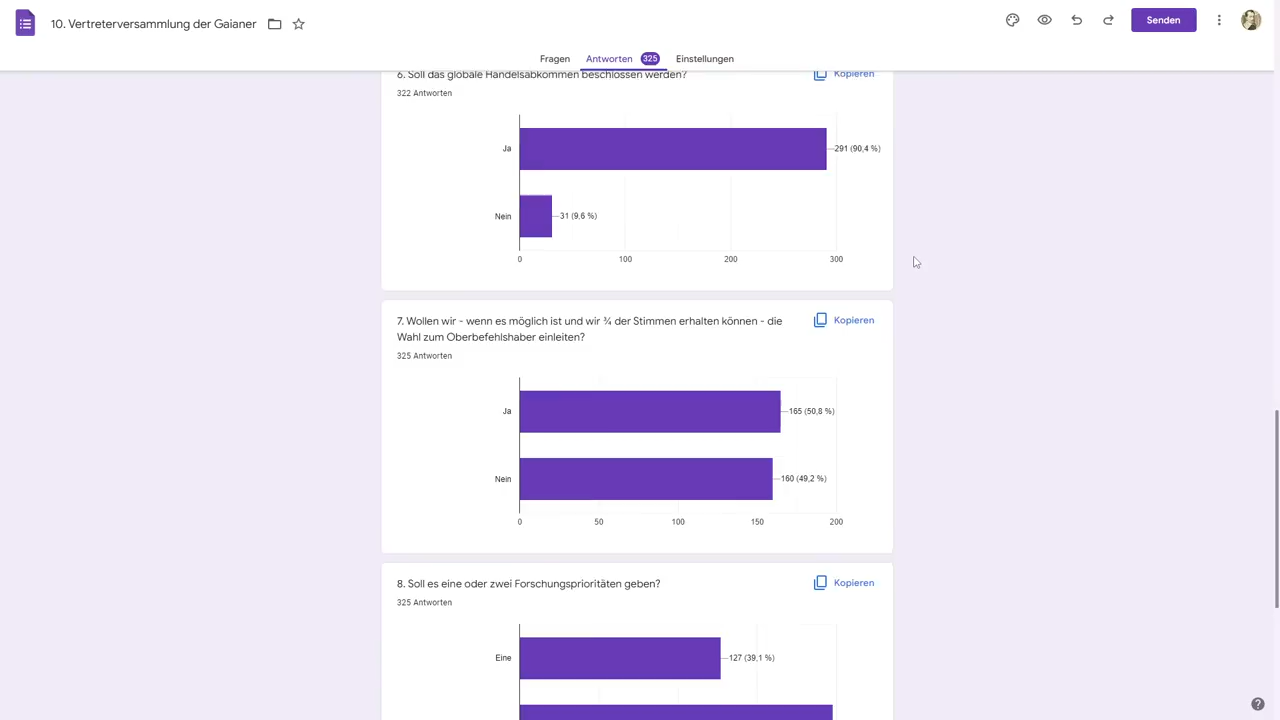 10. Vertreterversammlung der Gaianer
Senden
Fragen
Antworten 325
Einstellungen
6. Soll das globale Handelsabkommen beschlossen werden?
Kopieren
322 Antworten
Ja
291 (90,4 %)
Nein
31 (9,6 %)
0 100 200 300
7. Wollen wir - wenn es möglich ist und wir ¾ der Stimmen erhalten können - die
Wahl zum Oberbefehlshaber einleiten?
Kopieren
325 Antworten
Ja
165 (50,8 %)
Nein
160 (49,2 %)
0 50 100 150 200
8. Soll es eine oder zwei Forschungsprioritäten geben?
Kopieren
325 Antworten
Eine
127 (39,1 %)